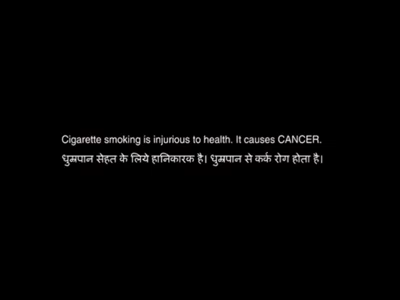 Cigarette smoking is injurious to health. It causes CANCER.
धुम्रपान सेहत के लिये हानिकारक है। धुम्रपान से कर्क रोग होता है।